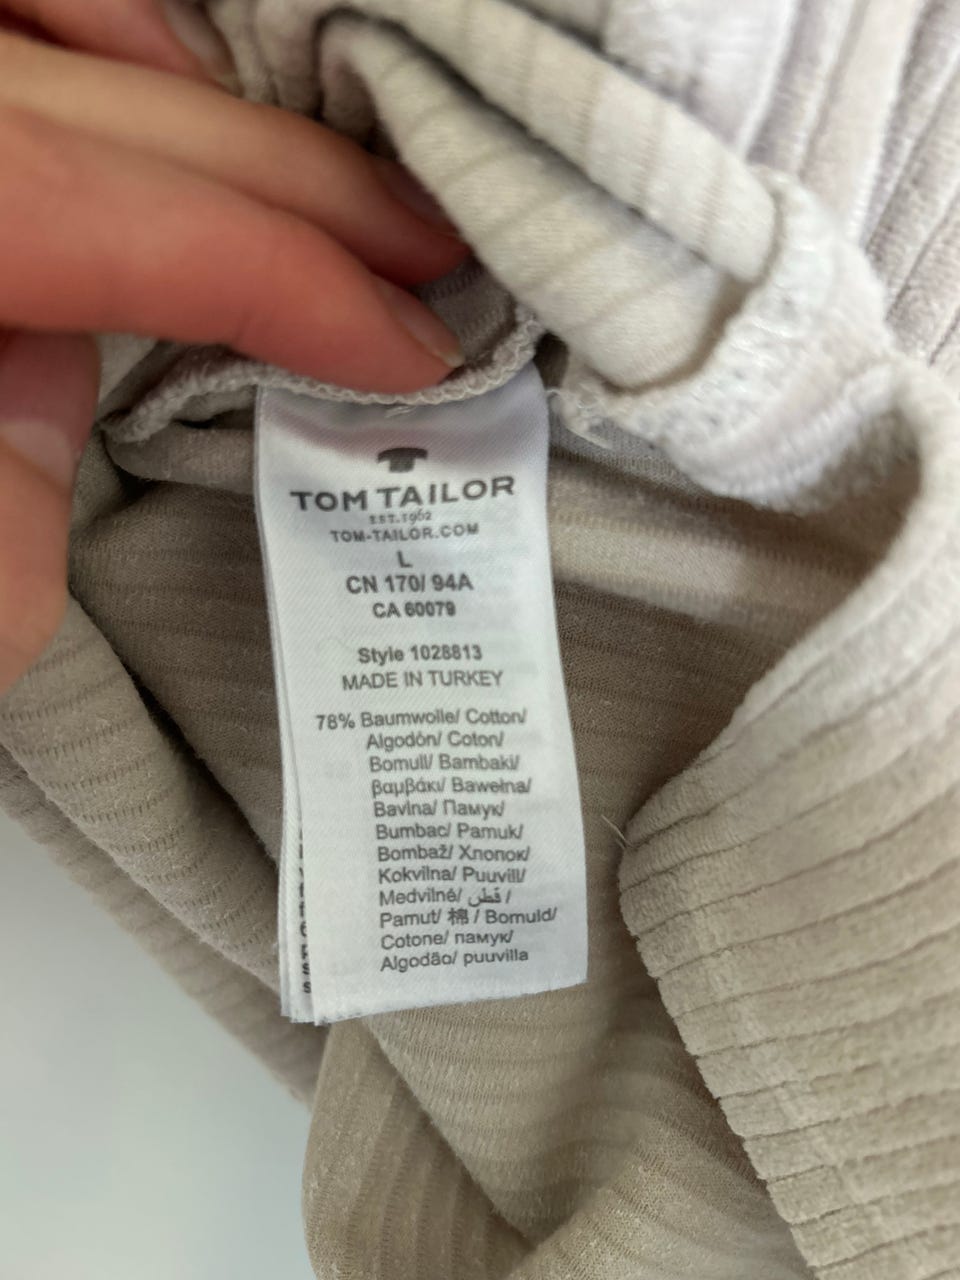 TOM TAILOR
EST.1962
TOM-TAILOR.COM
L
CN 170/ 94A
CA 60079
Style 1028813
MADE IN TURKEY
78% Baumwolle/ Cotton/
Algodón/ Coton/
Bomull/ Bambaki/
βαμβάκι/ Bawełna/
Bavlna/ Памук/
Bumbac/ Pamuk/
Bombaž/ Хлопок/
Kokvilna/ Puuvill/
Medvilnė/ قطن /
Pamut/ 棉 / Bomuld/
Cotone/ памук/
Algodão/ puuvilla